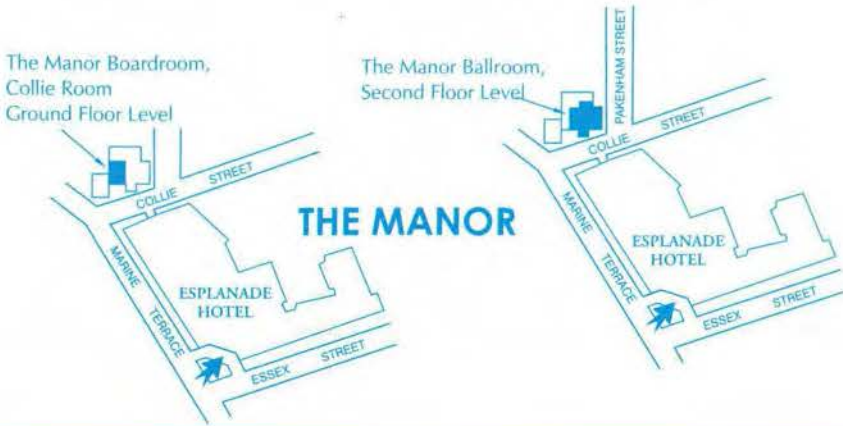 The Manor Boardroom,
Collie Room
Ground Floor Level
COLLIE STREET
MARINE TERRACE
ESPLANADE
HOTEL
ESSEX STREET
THE MANOR
The Manor Ballroom,
Second Floor Level
PAKENHAM STREET
COLLIE STREET
MARINE TERRACE
ESPLANADE
HOTEL
ESSEX STREET